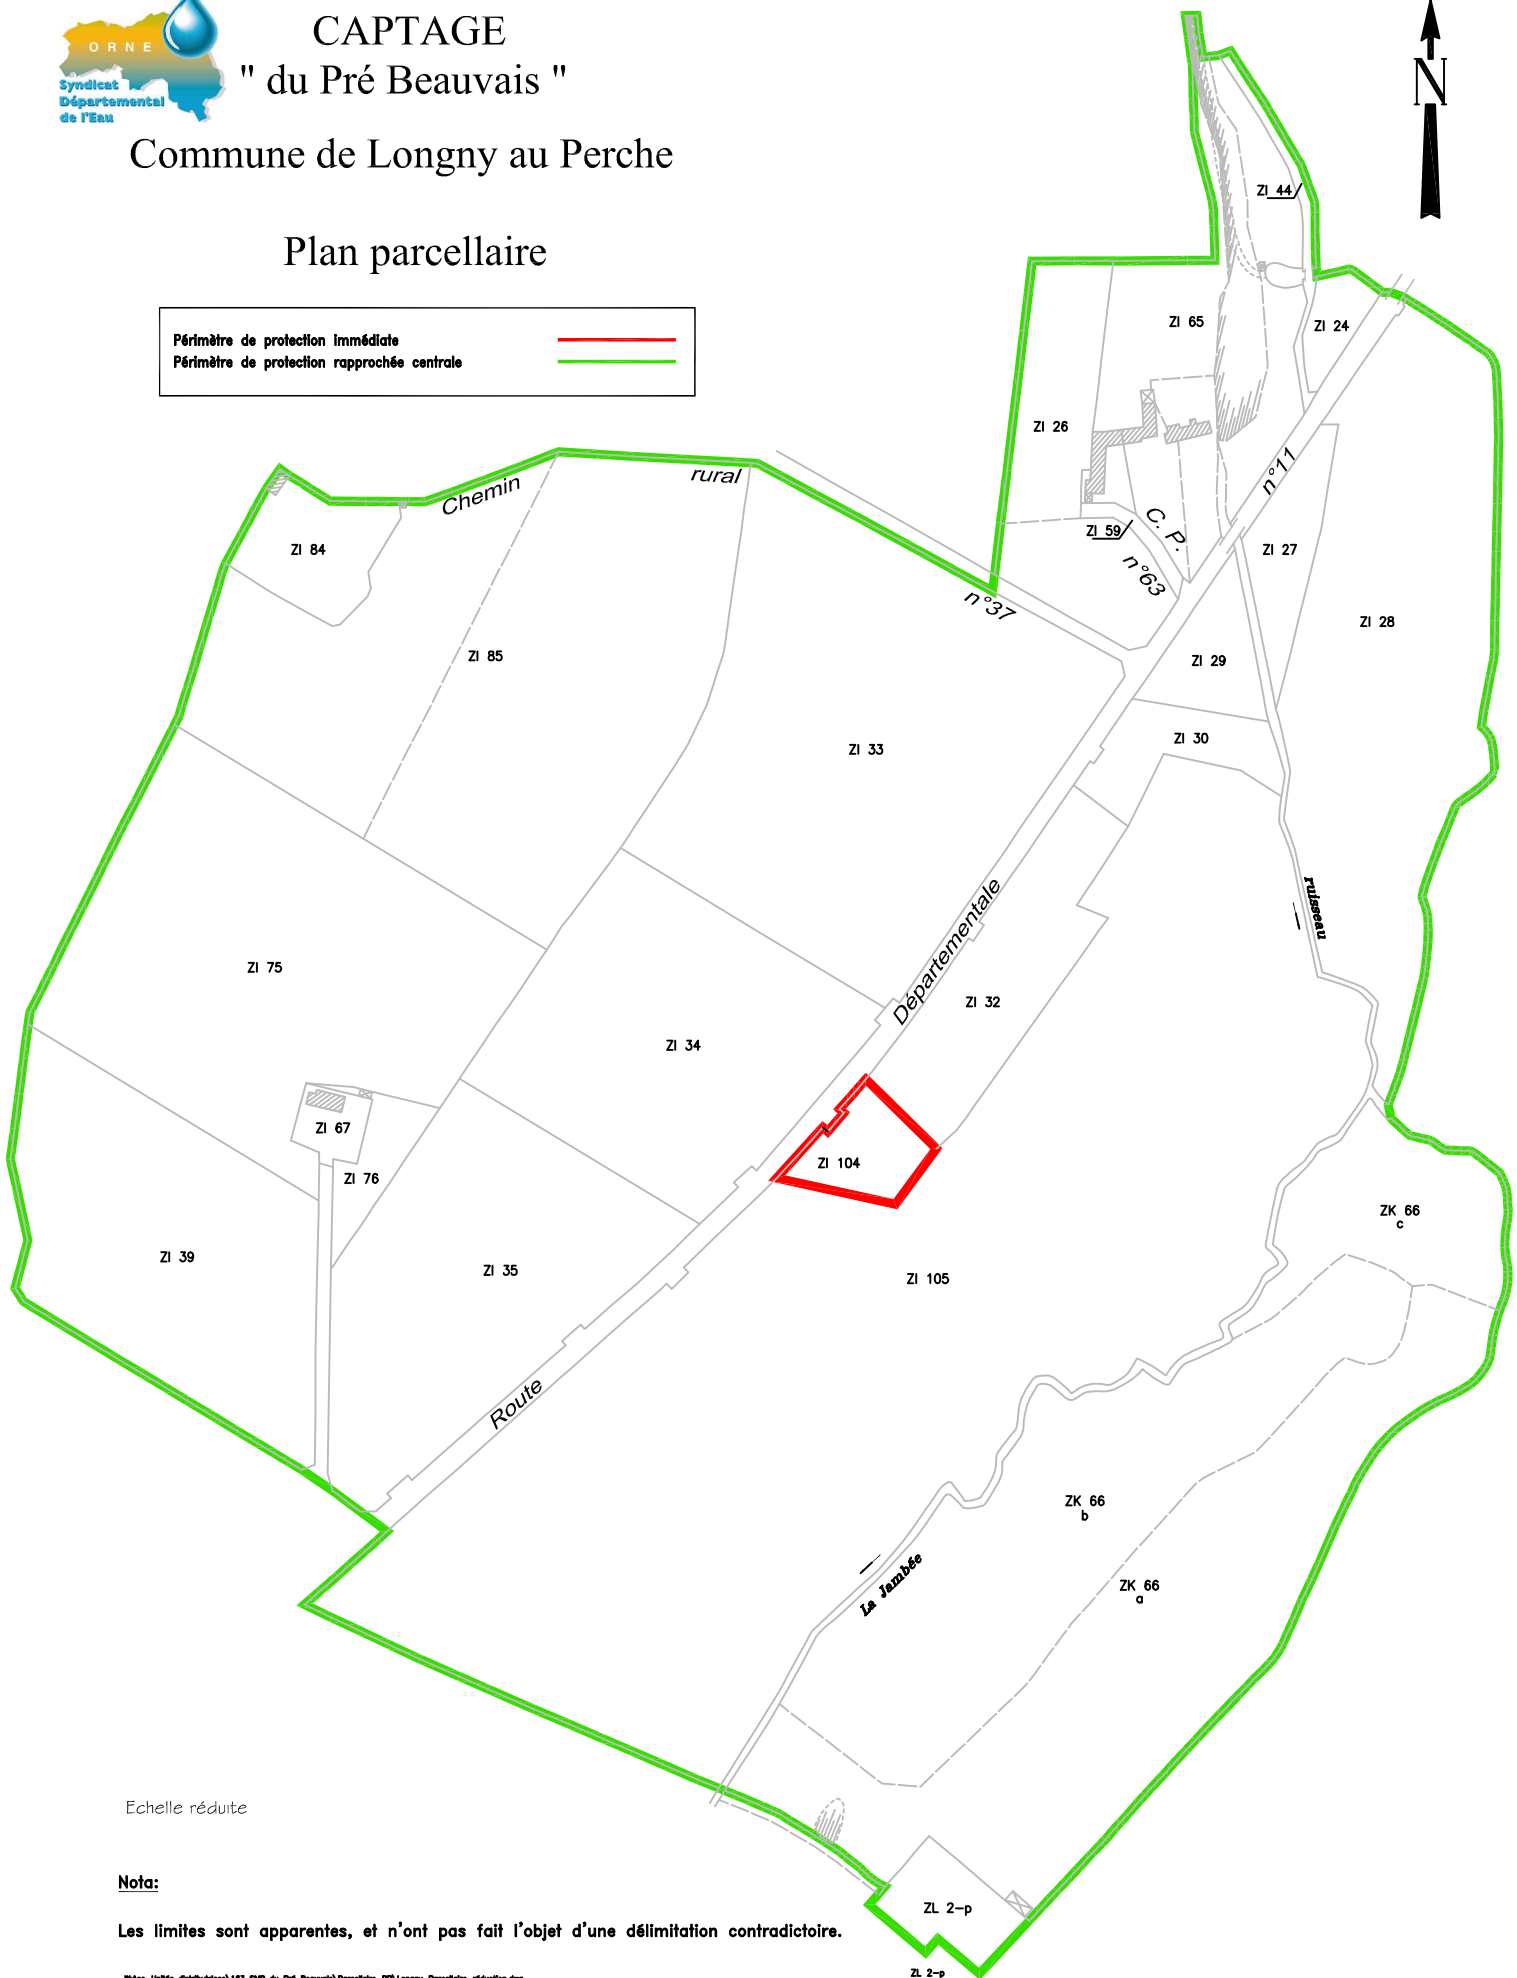 ORNE
Syndicat
Départemental
de l'Eau
CAPTAGE
" du Pré Beauvais "
Commune de Longny au Perche
Plan parcellaire
Périmètre de protection immédiate
Périmètre de protection rapprochée centrale
N
ZI 44
ZI 65
ZI 24
ZI 26
n°11
Chemin
rural
C. P.
ZI 59
ZI 84
ZI 27
n°63
n°37
ZI 28
ZI 85
ZI 29
ZI 30
ZI 33
ruisseau
Départementale
ZI 75
ZI 32
ZI 34
ZI 67
ZI 104
ZI 76
ZK 66
c
ZI 39
ZI 35
ZI 105
Route
ZK 66
b
La Jambée
ZK 66
a
Echelle réduite
Nota:
ZL 2-p
Les limites sont apparentes, et n'ont pas fait l'objet d'une délimitation contradictoire.
ZL 2-p